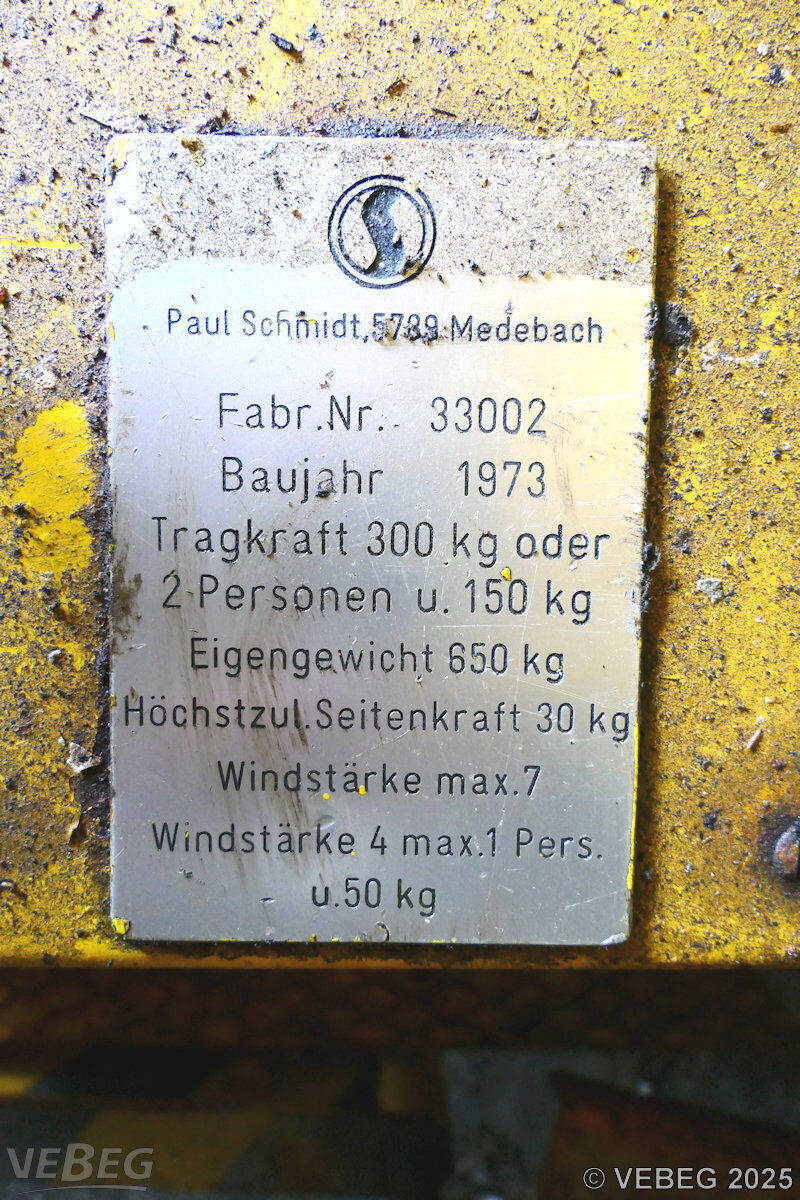 Paul Schmidt,5789 Medebach
Fabr.Nr. 33002
Baujahr 1973
Tragkraft 300 kg oder
2 Personen u. 150 kg
Eigengewicht 650 kg
Höchstzul.Seitenkraft 30 kg
Windstärke max.7
Windstärke 4 max.1 Pers.
u.50 kg
VEBEG
© VEBEG 2025